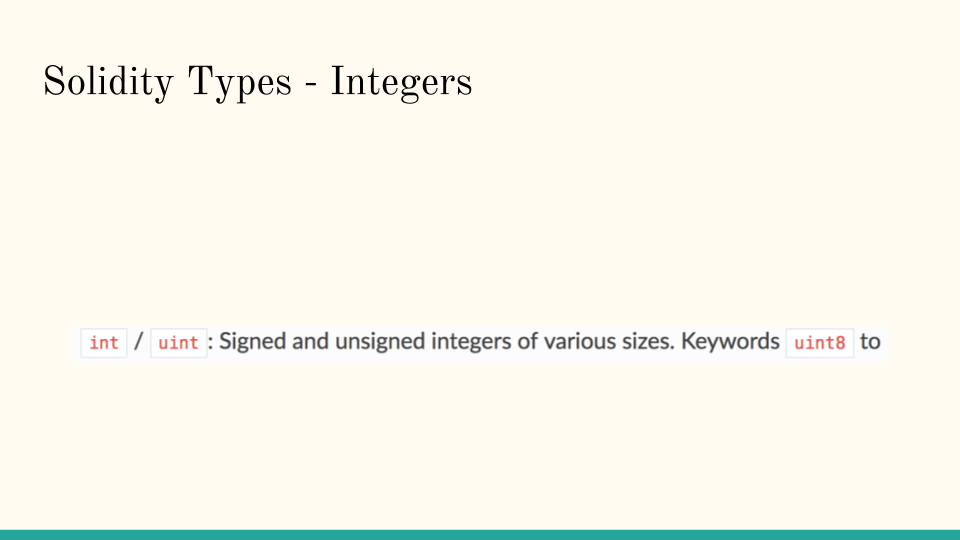 Solidity Types - Integers
int / uint: Signed and unsigned integers of various sizes. Keywords uint8 to